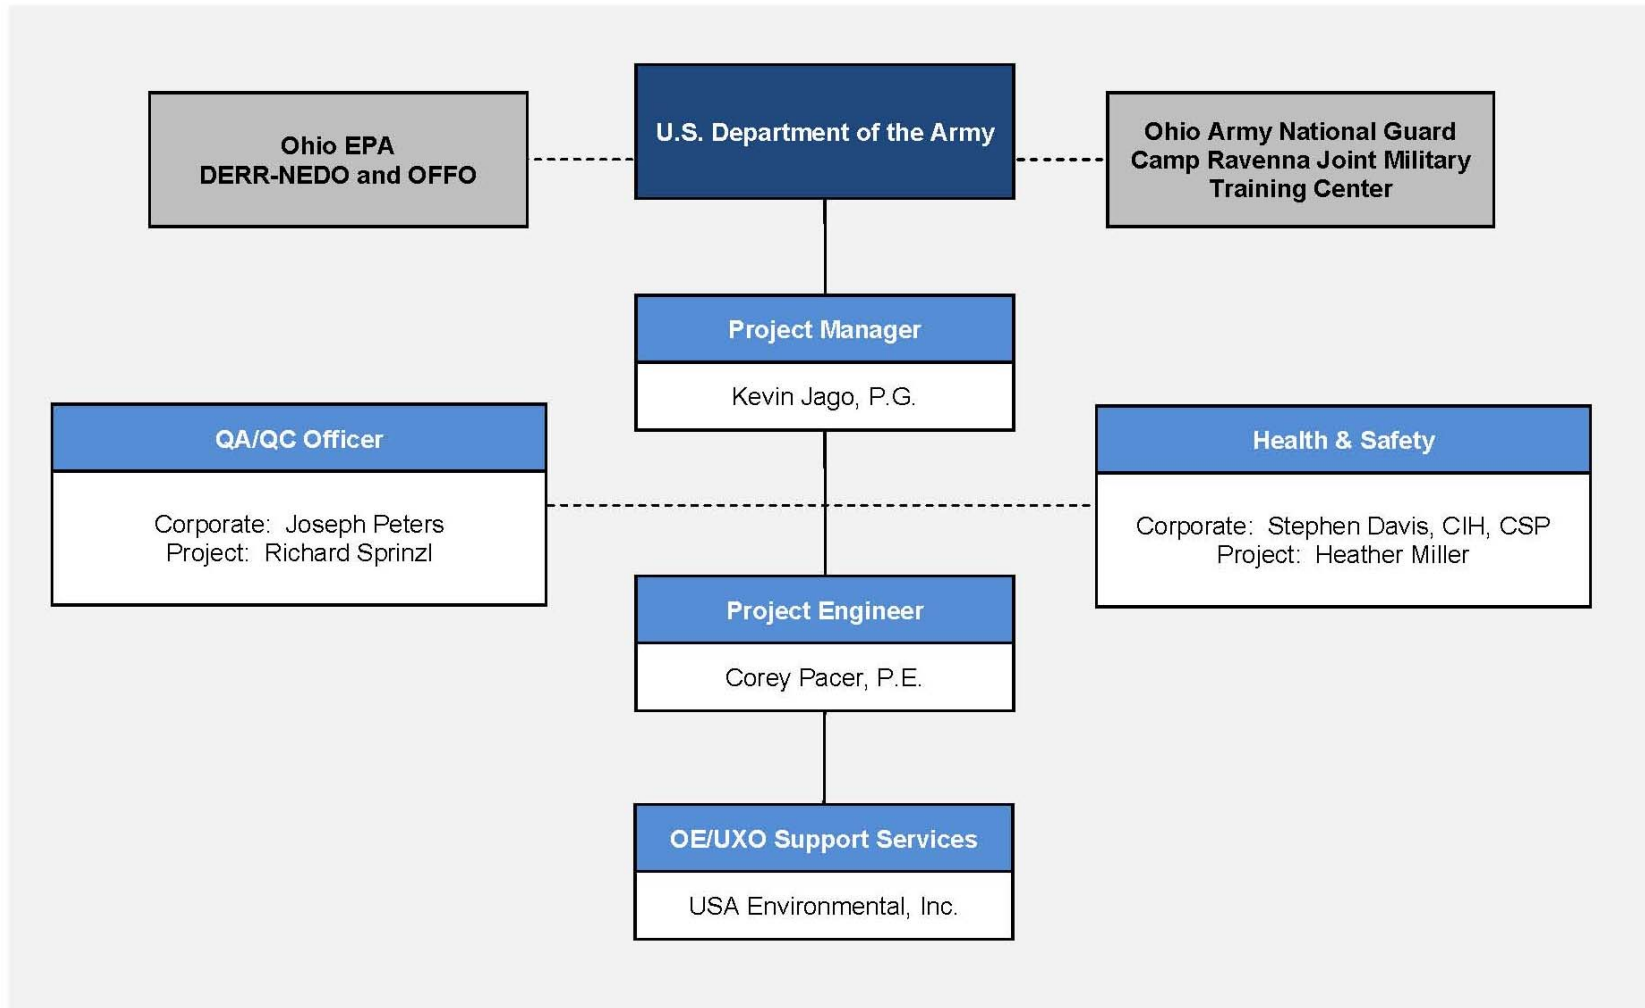 U.S. Department of the Army
Ohio EPA
DERR-NEDO and OFFO
Ohio Army National Guard
Camp Ravenna Joint Military
Training Center
Project Manager
Kevin Jago, P.G.
QA/QC Officer
Corporate:  Joseph Peters
Project:  Richard Sprinzl
Health & Safety
Corporate:  Stephen Davis, CIH, CSP
Project:  Heather Miller
Project Engineer
Corey Pacer, P.E.
OE/UXO Support Services
USA Environmental, Inc.